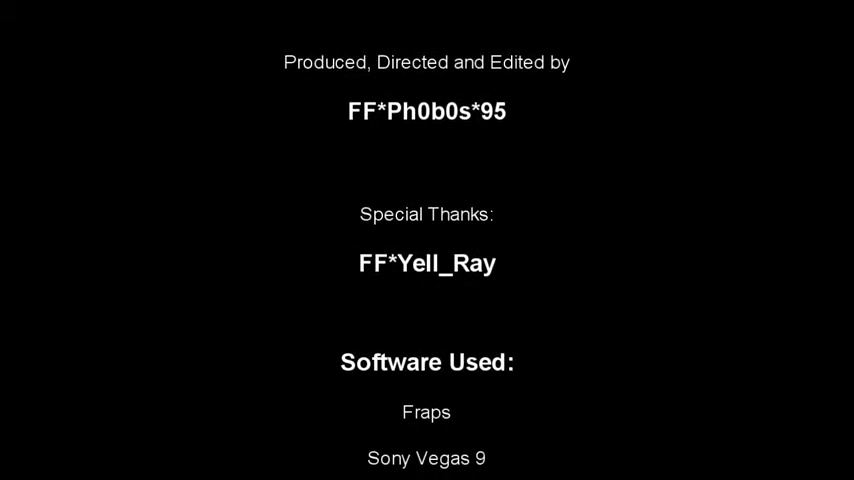 Produced, Directed and Edited by
FF*Ph0b0s*95
Special Thanks:
FF*Yell_Ray
Software Used:
Fraps
Sony Vegas 9